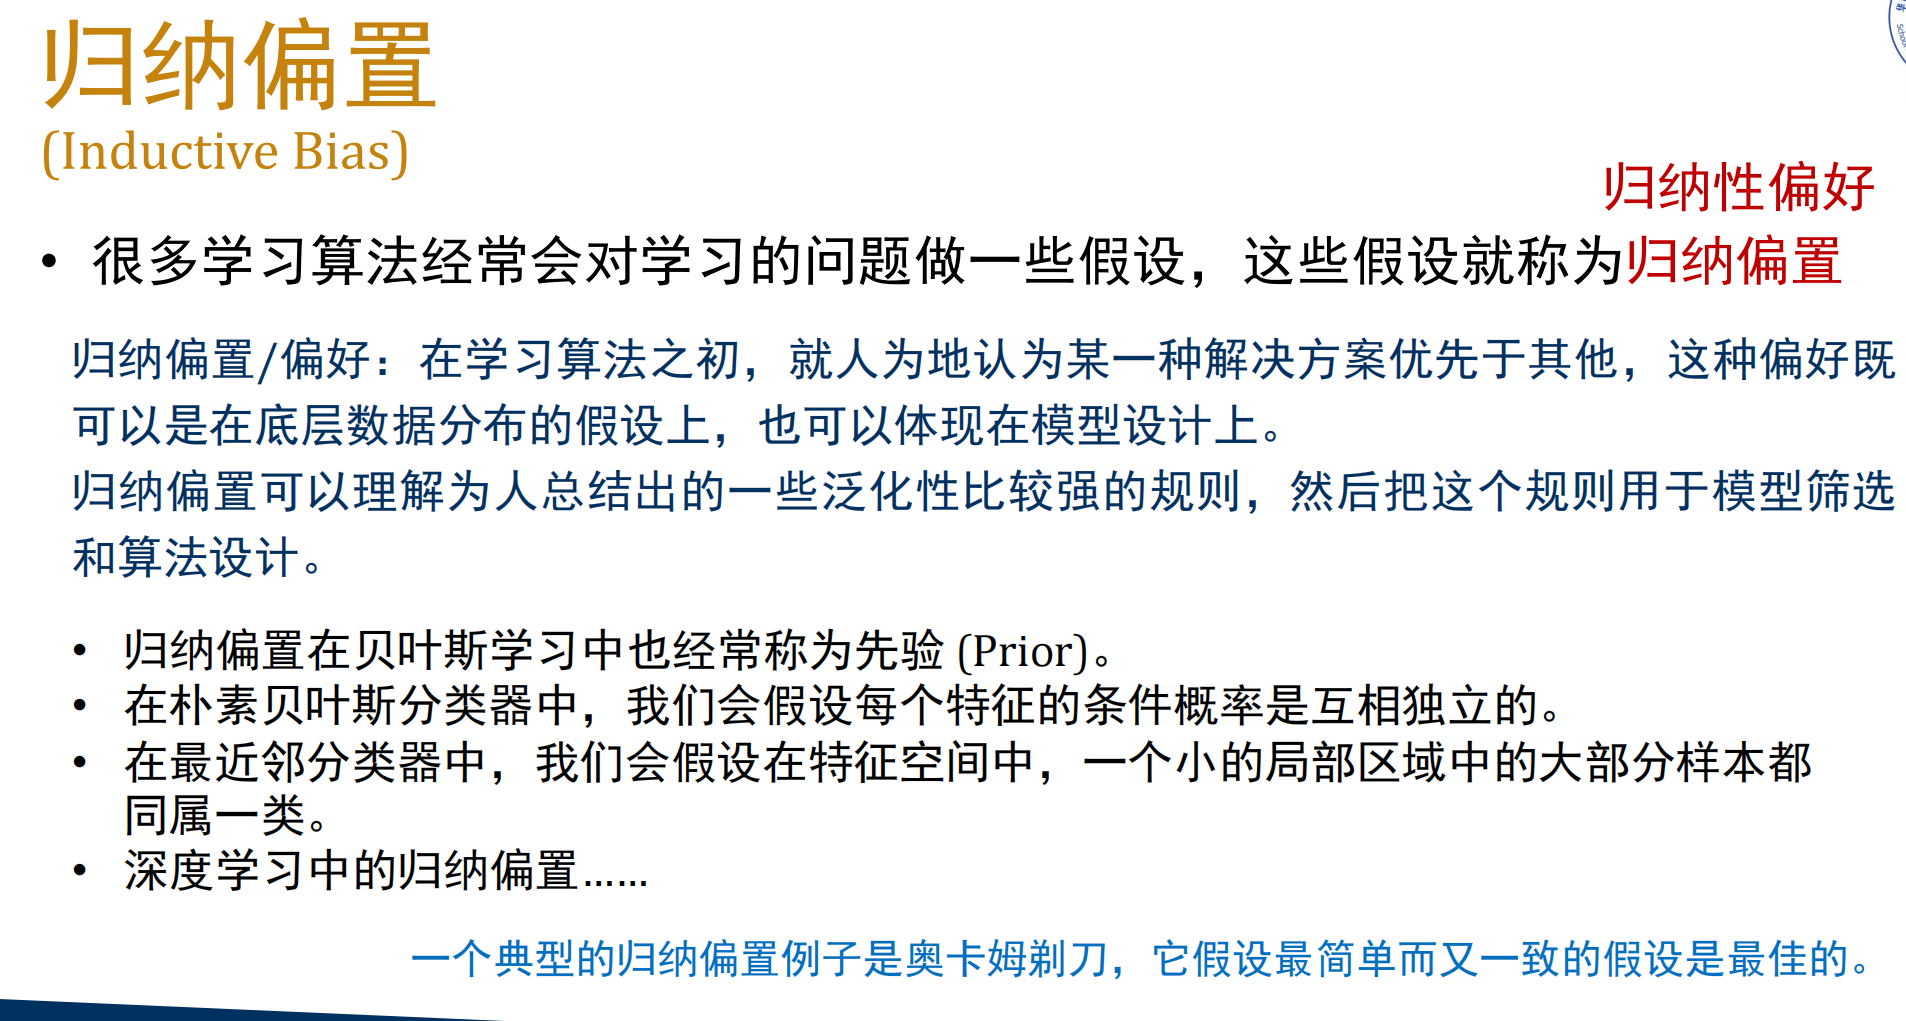 归纳偏置
(Inductive Bias)
归纳性偏好
• 很多学习算法经常会对学习的问题做一些假设，这些假设就称为归纳偏置
归纳偏置/偏好：在学习算法之初，就人为地认为某一种解决方案优先于其他，这种偏好既
可以是在底层数据分布的假设上，也可以体现在模型设计上。
归纳偏置可以理解为人总结出的一些泛化性比较强的规则，然后把这个规则用于模型筛选
和算法设计。
• 归纳偏置在贝叶斯学习中也经常称为先验 (Prior)。
• 在朴素贝叶斯分类器中，我们会假设每个特征的条件概率是互相独立的。
• 在最近邻分类器中，我们会假设在特征空间中，一个小的局部区域中的大部分样本都
同属一类。
• 深度学习中的归纳偏置……
一个典型的归纳偏置例子是奥卡姆剃刀，它假设最简单而又一致的假设是最佳的。